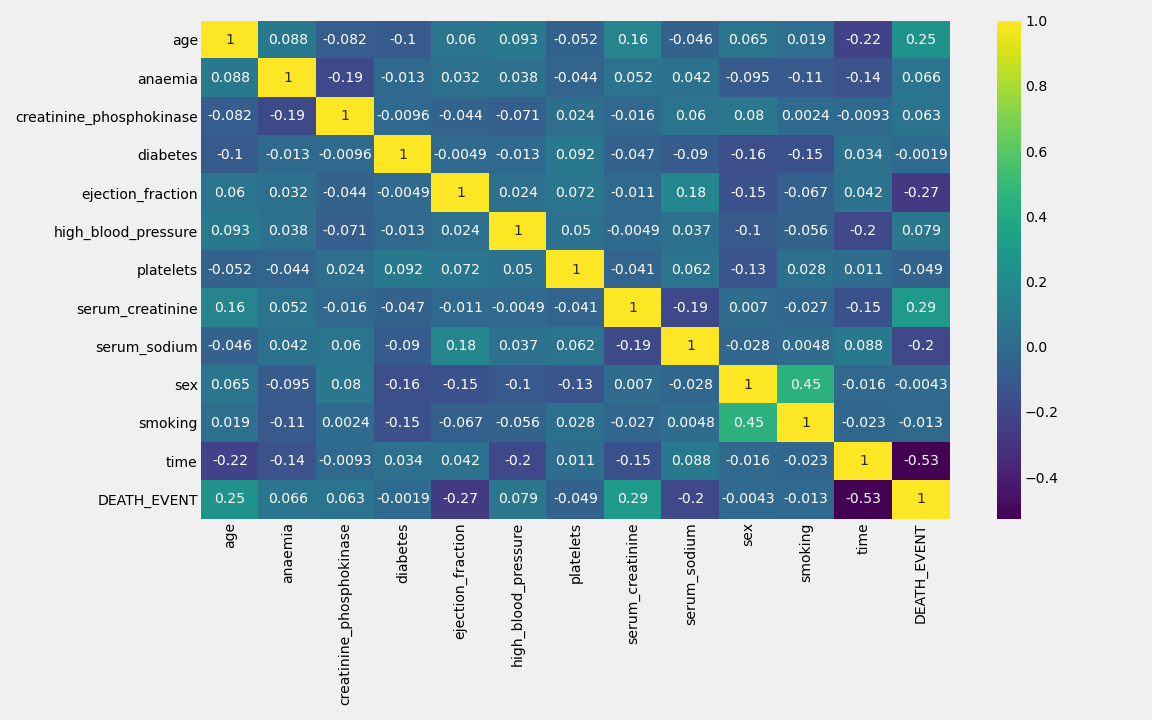 age 1 0.088 -0.082 -0.1 0.06 0.093 -0.052 0.16 -0.046 0.065 0.019 -0.22 0.25
anaemia 0.088 1 -0.19 -0.013 0.032 0.038 -0.044 0.052 0.042 -0.095 -0.11 -0.14 0.066
creatinine_phosphokinase -0.082 -0.19 1 -0.0096 -0.044 -0.071 0.024 -0.016 0.06 0.08 0.0024 -0.0093 0.063
diabetes -0.1 -0.013 -0.0096 1 -0.0049 -0.013 0.092 -0.047 -0.09 -0.16 -0.15 0.034 -0.0019
ejection_fraction 0.06 0.032 -0.044 -0.0049 1 0.024 0.072 -0.011 0.18 -0.15 -0.067 0.042 -0.27
high_blood_pressure 0.093 0.038 -0.071 -0.013 0.024 1 0.05 -0.0049 0.037 -0.1 -0.056 -0.2 0.079
platelets -0.052 -0.044 0.024 0.092 0.072 0.05 1 -0.041 0.062 -0.13 0.028 0.011 -0.049
serum_creatinine 0.16 0.052 -0.016 -0.047 -0.011 -0.0049 -0.041 1 -0.19 0.007 -0.027 -0.15 0.29
serum_sodium -0.046 0.042 0.06 -0.09 0.18 0.037 0.062 -0.19 1 -0.028 0.0048 0.088 -0.2
sex 0.065 -0.095 0.08 -0.16 -0.15 -0.1 -0.13 0.007 -0.028 1 0.45 -0.016 -0.0043
smoking 0.019 -0.11 0.0024 -0.15 -0.067 -0.056 0.028 -0.027 0.0048 0.45 1 -0.023 -0.013
time -0.22 -0.14 -0.0093 0.034 0.042 -0.2 0.011 -0.15 0.088 -0.016 -0.023 1 -0.53
DEATH_EVENT 0.25 0.066 0.063 -0.0019 -0.27 0.079 -0.049 0.29 -0.2 -0.0043 -0.013 -0.53 1
age
anaemia
creatinine_phosphokinase
diabetes
ejection_fraction
high_blood_pressure
platelets
serum_creatinine
serum_sodium
sex
smoking
time
DEATH_EVENT
1.0
0.8
0.6
0.4
0.2
0.0
−0.2
−0.4